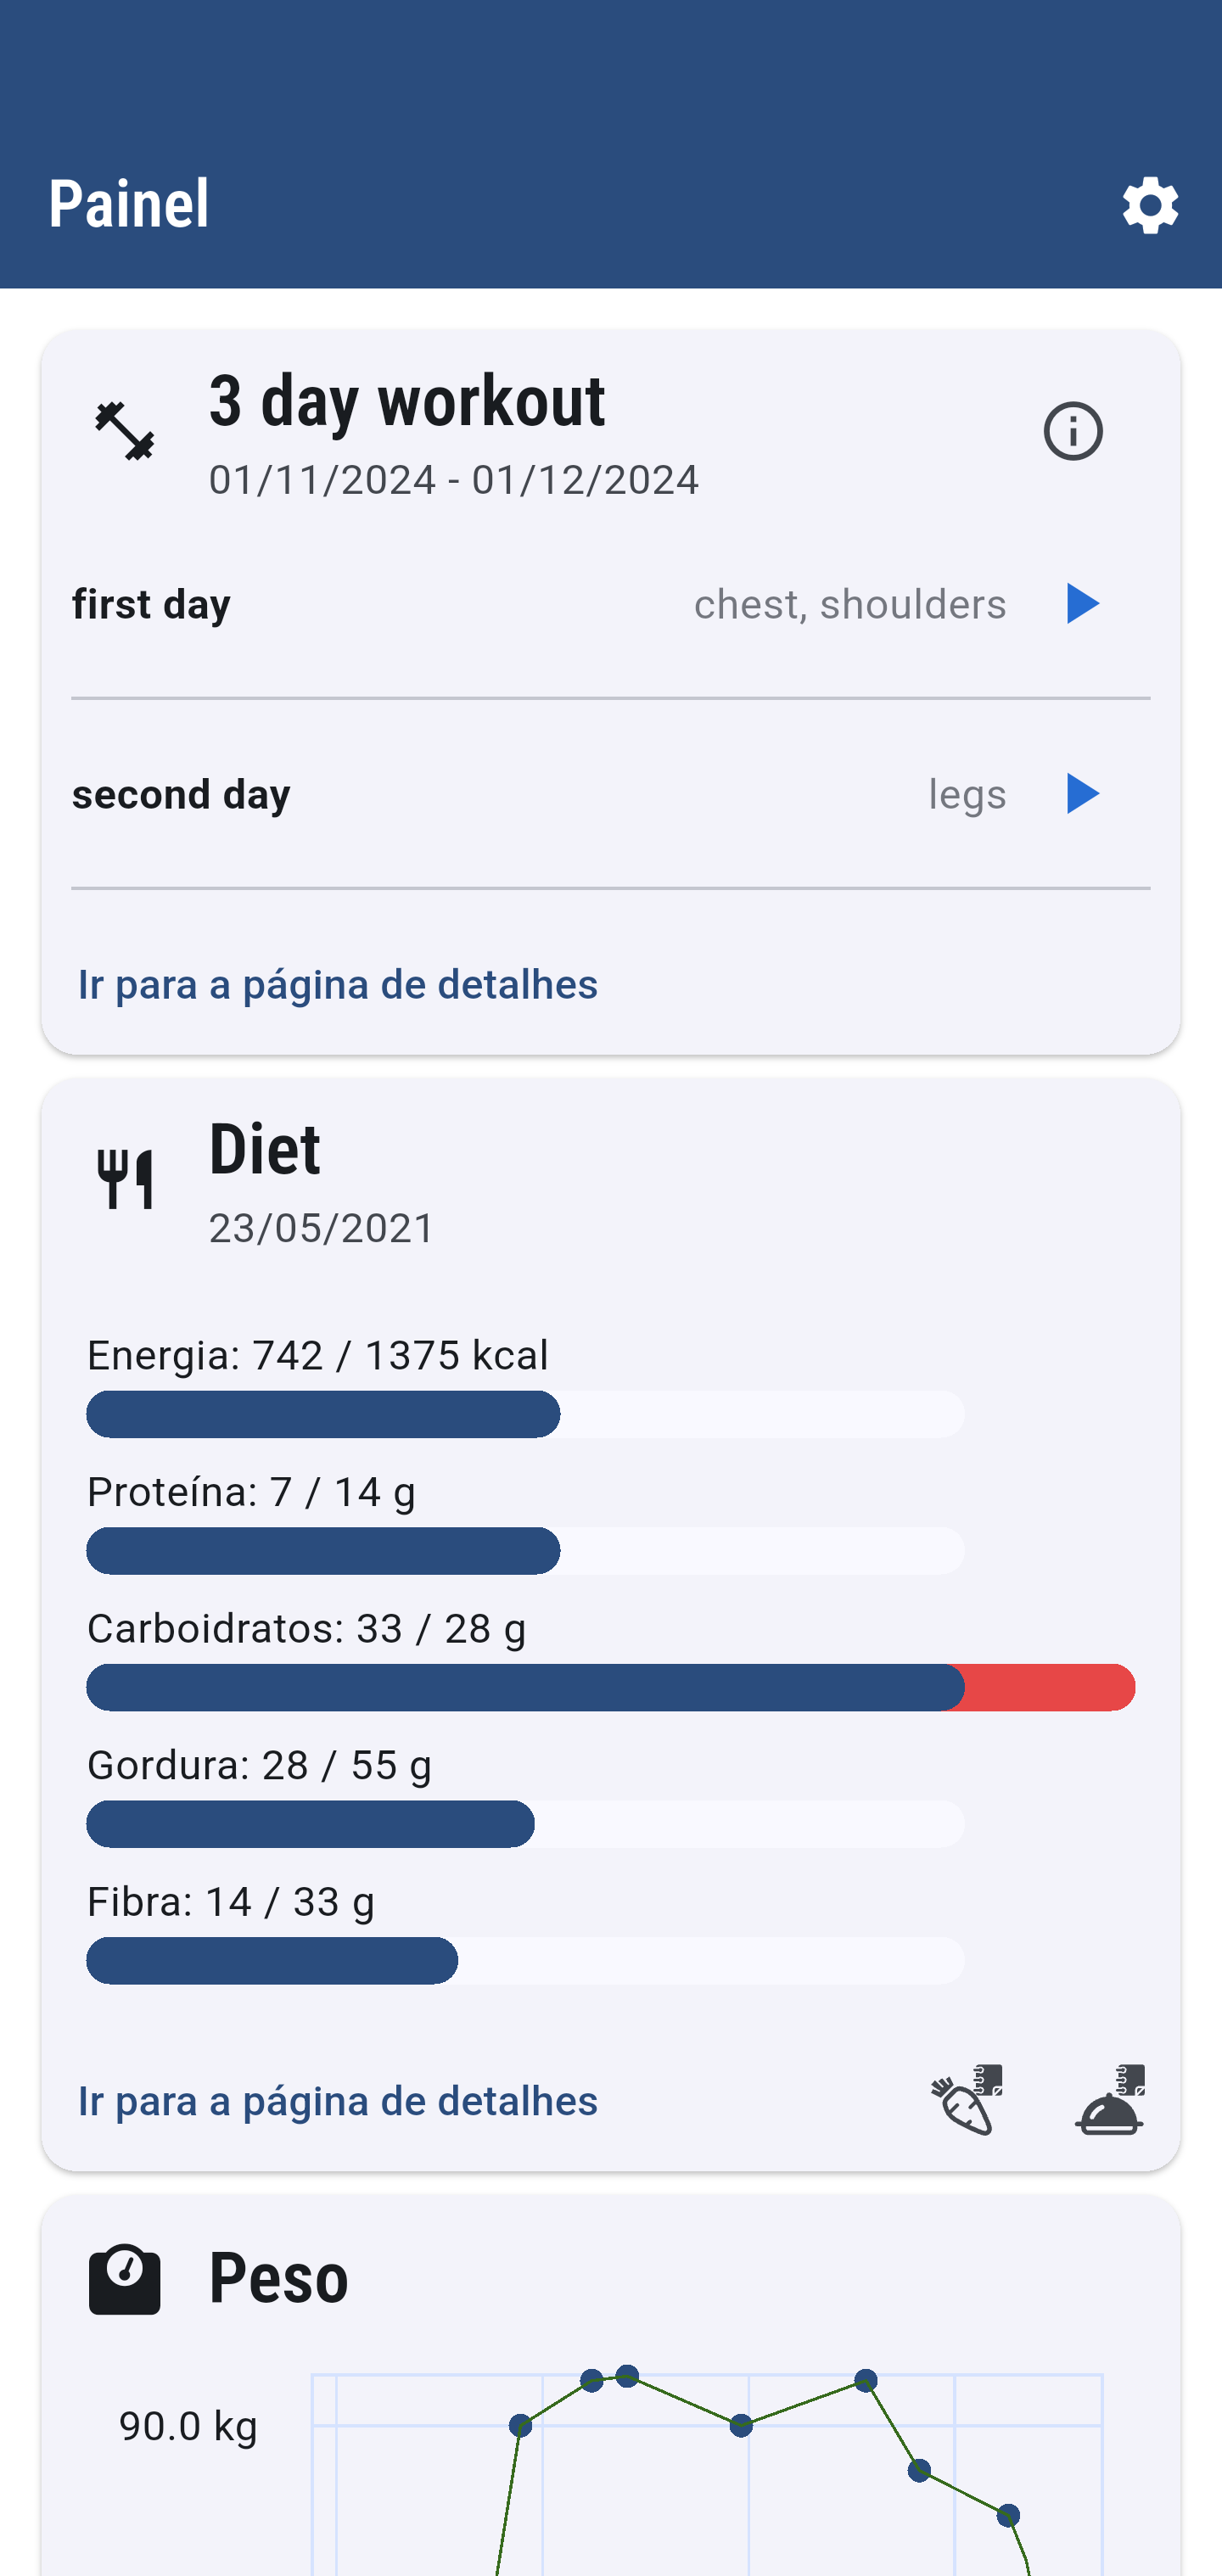 Painel
3 day workout
01/11/2024 - 01/12/2024
first day chest, shoulders
second day legs
Ir para a página de detalhes
Diet
23/05/2021
Energia: 742 / 1375 kcal
Proteína: 7 / 14 g
Carboidratos: 33 / 28 g
Gordura: 28 / 55 g
Fibra: 14 / 33 g
Ir para a página de detalhes
Peso
90.0 kg